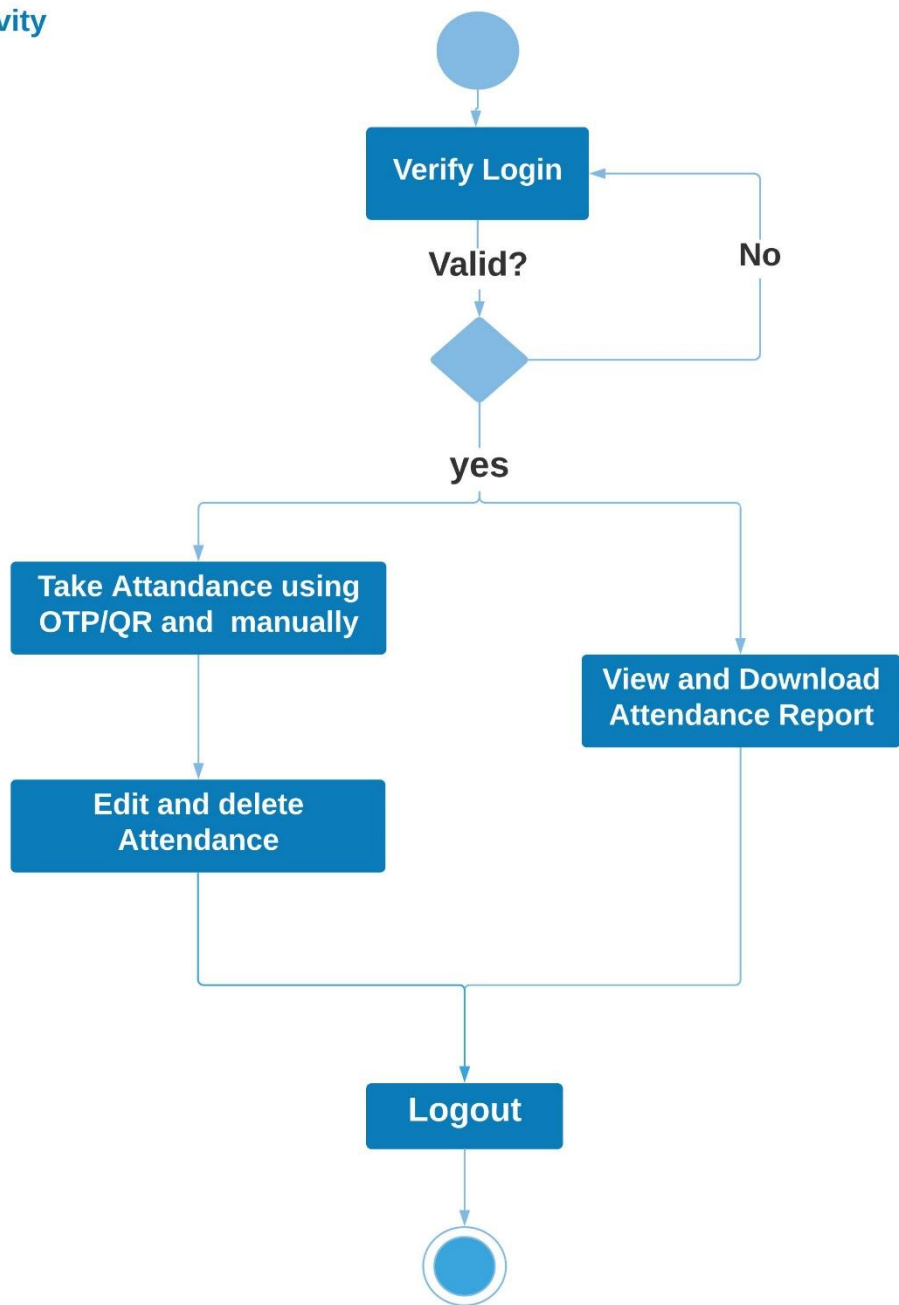 vity
Verify Login
Valid?
No
yes
Take Attandance using
OTP/QR and  manually
View and Download
Attendance Report
Edit and delete
Attendance
Logout